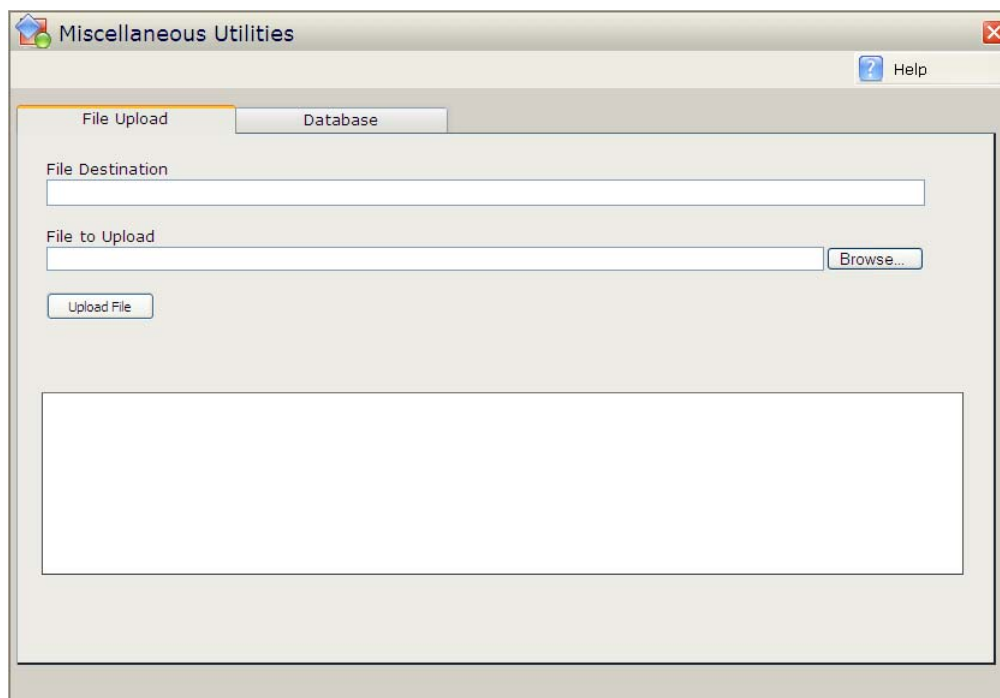 Miscellaneous Utilities
? Help
File Upload Database
File Destination
File to Upload
Browse...
Upload File